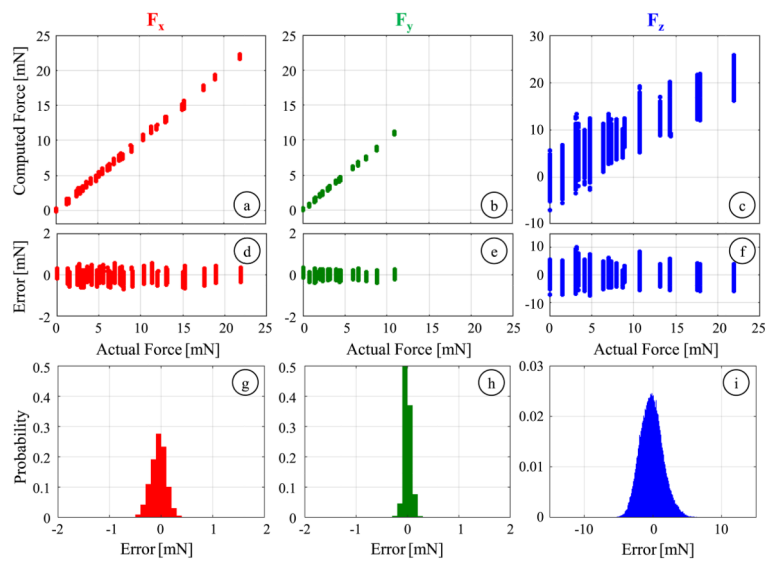 Fx Fy Fz
Computed Force [mN]
25
20
15
10
5
0
a
25
20
15
10
5
0
b
30
20
10
0
-10
c
Error [mN]
2
0
-2
0 5 10 15 20 25
d
2
0
-2
0 5 10 15 20 25
e
10
0
-10
0 5 10 15 20 25
f
Actual Force [mN] Actual Force [mN] Actual Force [mN]
Probability
0.5
0.4
0.3
0.2
0.1
0
-2 -1 0 1 2
g
0.5
0.4
0.3
0.2
0.1
0
-2 -1 0 1 2
h
0.03
0.02
0.01
0
-10 0 10
i
Error [mN] Error [mN] Error [mN]